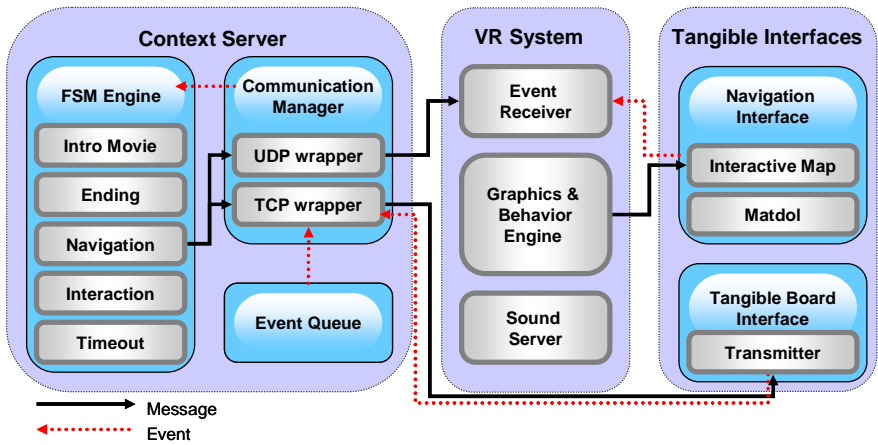 Context Server
FSM Engine
Intro Movie
Ending
Navigation
Interaction
Timeout
Communication
Manager
UDP wrapper
TCP wrapper
Event Queue
VR System
Event
Receiver
Graphics &
Behavior
Engine
Sound
Server
Tangible Interfaces
Navigation
Interface
Interactive Map
Matdol
Tangible Board
Interface
Transmitter
Message
Event